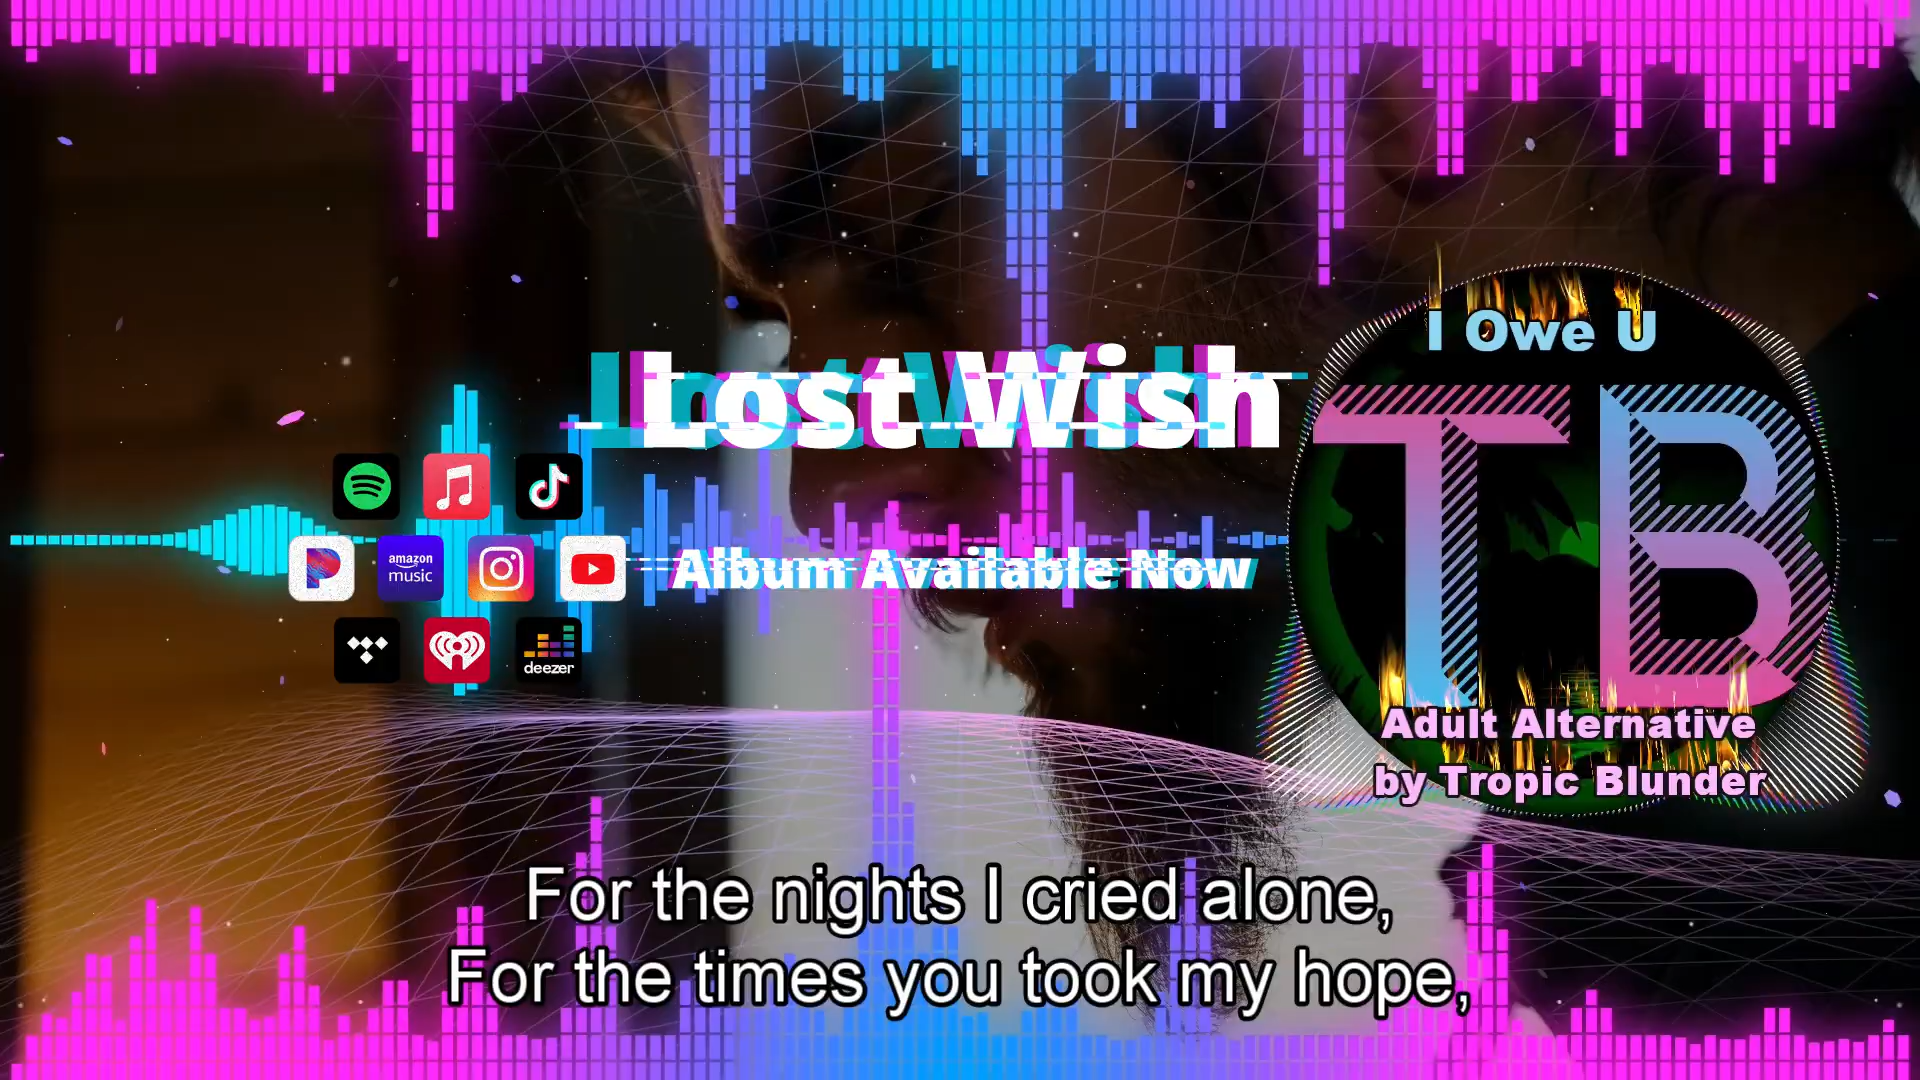 Lost Wish
Album Available Now
amazon
music
deezer
I Owe U
TB
Adult Alternative
by Tropic Blunder
For the nights I cried alone,
For the times you took my hope,